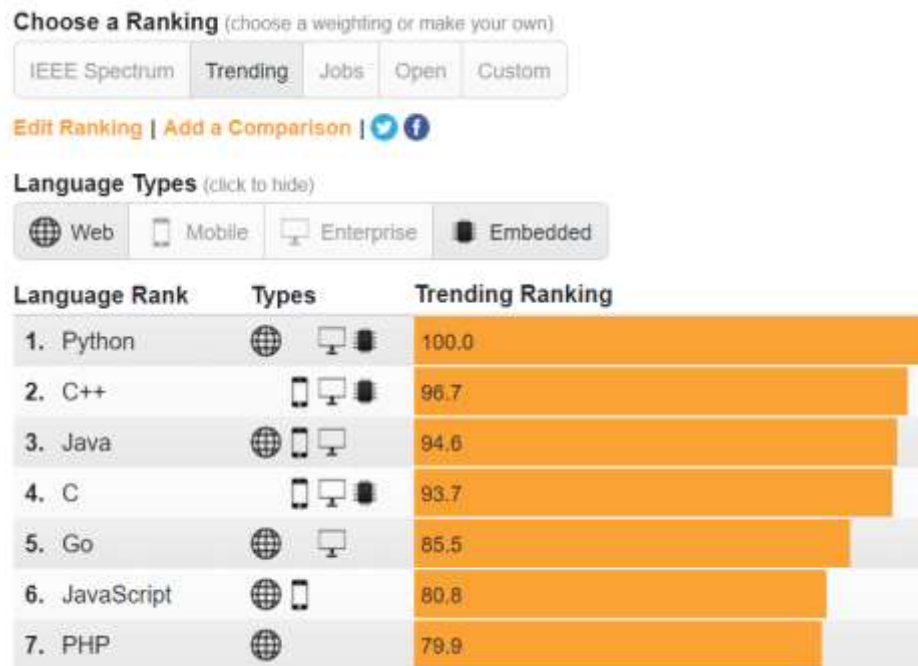 Choose a Ranking (choose a weighting or make your own)
IEEE Spectrum Trending Jobs Open Custom
Edit Ranking | Add a Comparison |
Language Types (click to hide)
Web Mobile Enterprise Embedded
Language Rank Types Trending Ranking
1. Python 100.0
2. C++ 96.7
3. Java 94.6
4. C 93.7
5. Go 85.5
6. JavaScript 80.8
7. PHP 79.9